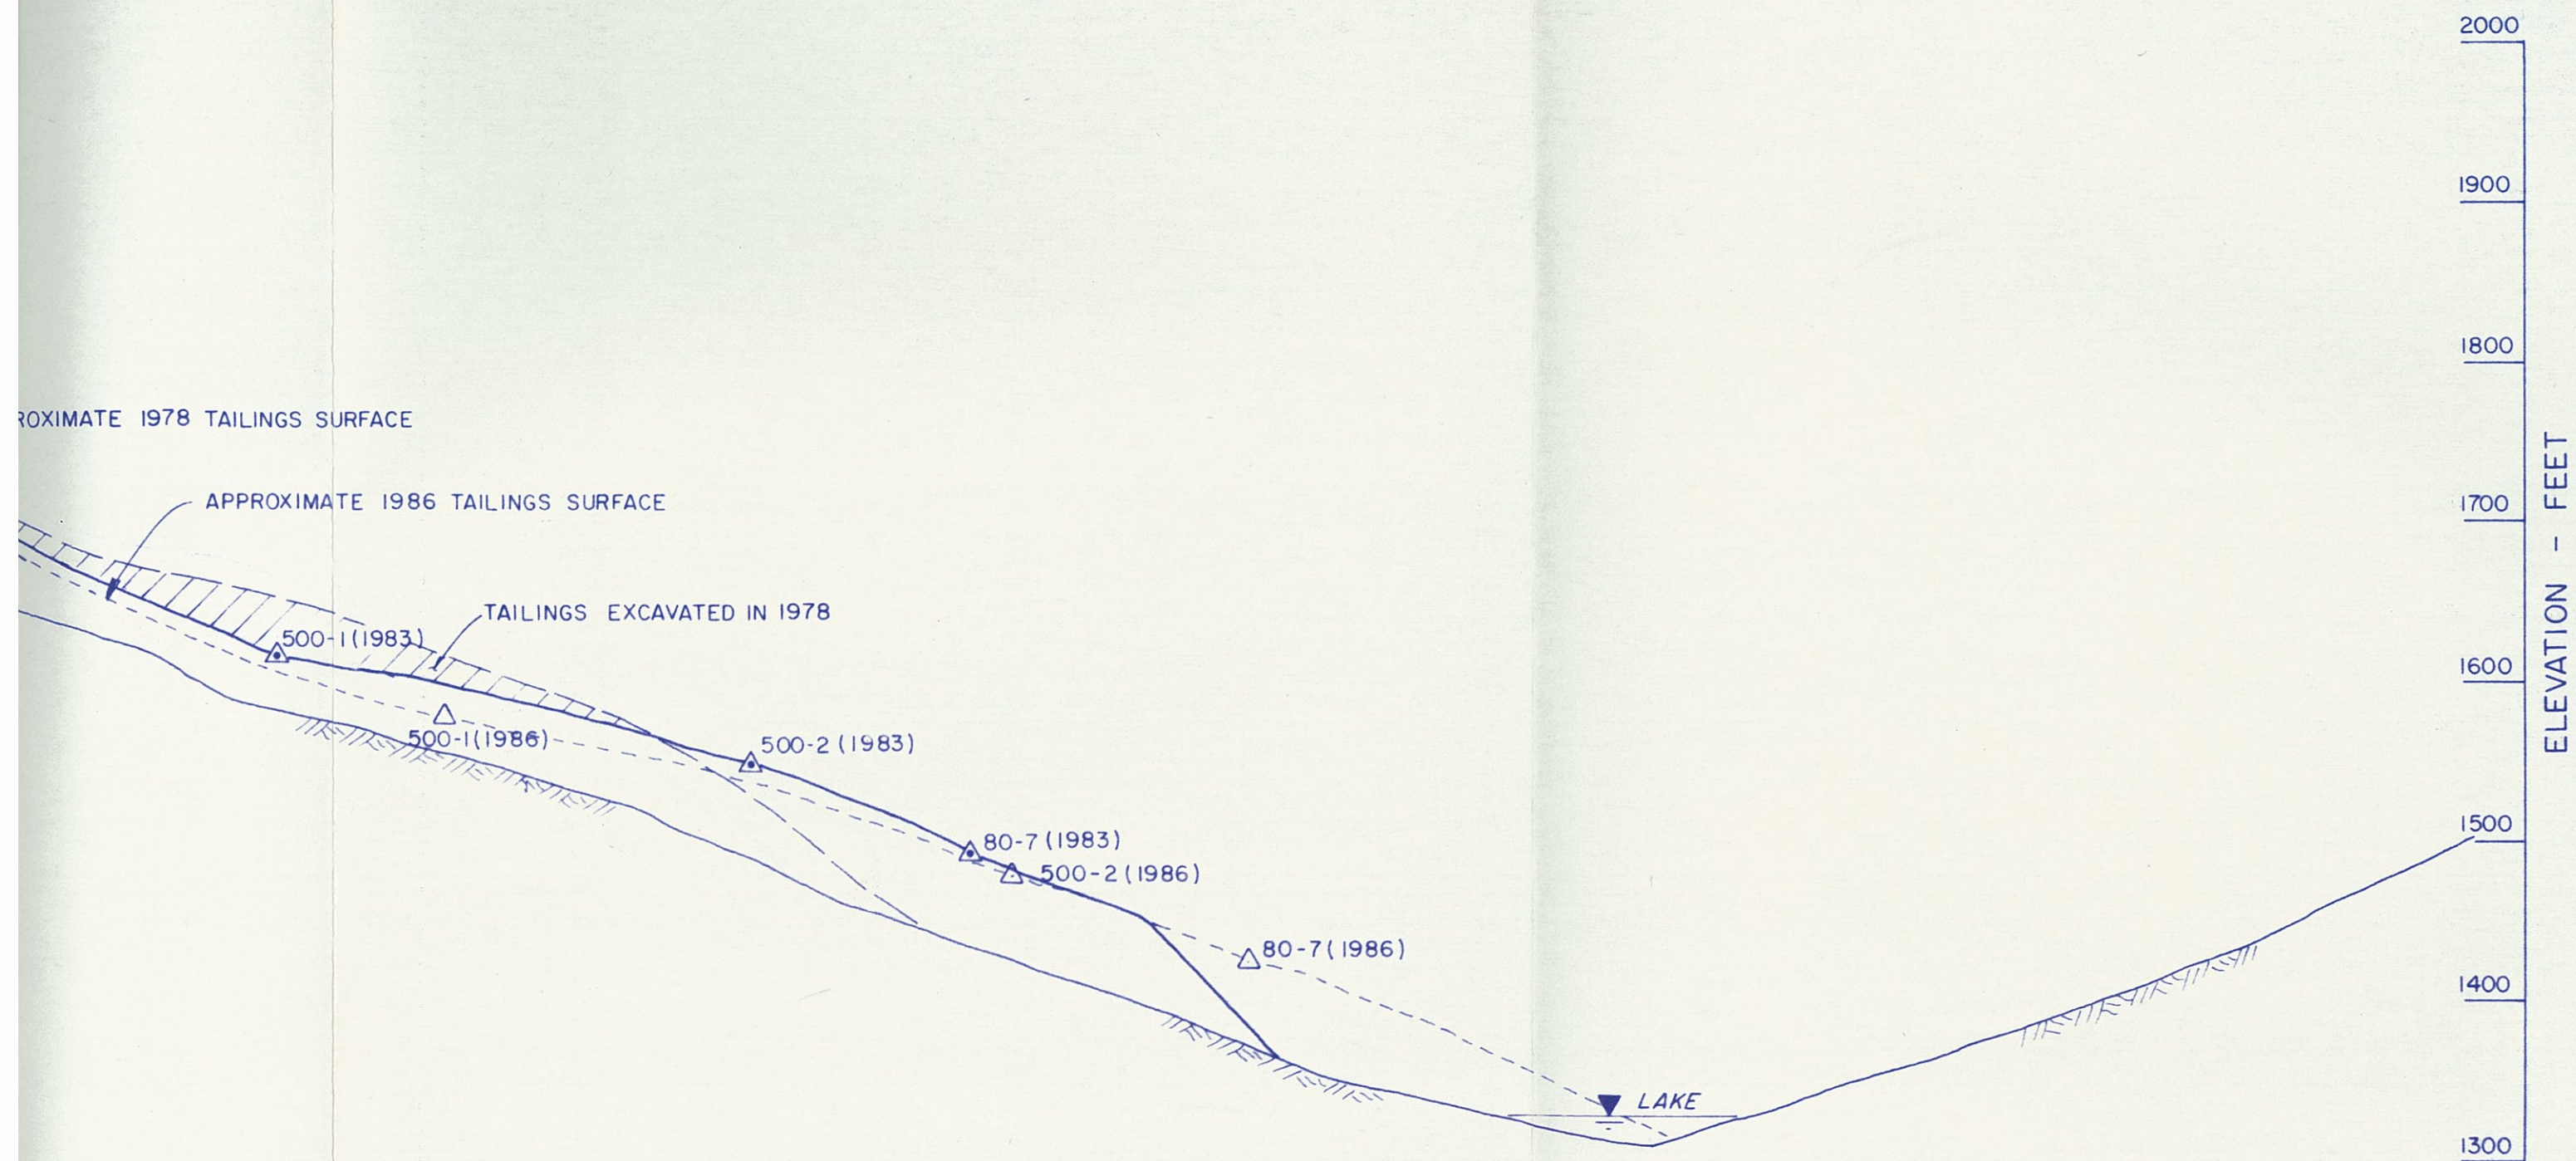 2000
1900
1800
ROXIMATE 1978 TAILINGS SURFACE
APPROXIMATE 1986 TAILINGS SURFACE
1700
TAILINGS EXCAVATED IN 1978
500-1(1983)
1600
500-1(1986)
500-2 (1983)
80-7 (1983)
500-2 (1986)
1500
80-7 (1986)
1400
LAKE
1300
ELEVATION - FEET